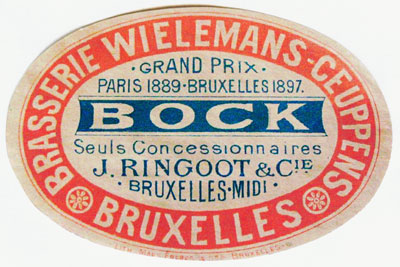 BRASSERIE WIELEMANS-CEUPPENS
· GRAND PRIX ·
PARIS 1889-BRUXELLES 1897.
BOCK
Seuls Concessionnaires
J. RINGOOT & CIE
· BRUXELLES-MIDI ·
BRUXELLES